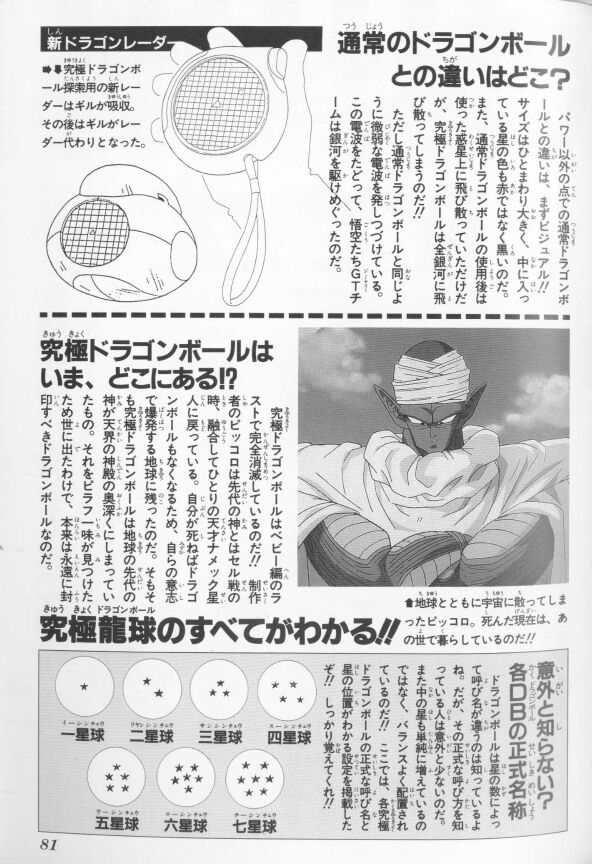 新ドラゴンレーダー
➡⬇究極ドラゴンボ
ール探索用の新レー
ダーはギルが吸収。
その後はギルがレー
ダー代わりとなった。
通常のドラゴンボール
との違いはどこ?
パワー以外の点での通常ドラゴンボ
ールとの違いは、まずビジュアル!!
サイズはひとまわり大きく、中に入っ
ている星の色も赤ではなく黒いのだ。
また、通常ドラゴンボールの使用後は
使った惑星上に飛び散っていただけだ
が、究極ドラゴンボールは全銀河に飛
び散ってしまうのだ!!
ただし通常ドラゴンボールと同じよ
うに微弱な電波を発しつづけている。
この電波をたどって、悟空たちGTチ
ームは銀河を駆けめぐったのだ。
究極ドラゴンボールは
いま、どこにある!?
究極ドラゴンボールはベビー編のラ
ストで完全消滅しているのだ!! 制作
者のピッコロは先代の神とはセル戦の
時、融合してひとりの天才ナメック星
人に戻っている。自分が死ねばドラゴ
ンボールもなくなるため、自らの意志
で爆発する地球に残ったのだ。そもそ
も究極ドラゴンボールは地球の先代の
神が天界の神殿の奥深くにしまってい
たもの。それをピラフ一味が見つけた
ため世に出たわけで、本来は永遠に封
印すべきドラゴンボールなのだ。
⬆地球とともに宇宙に散ってしま
ったピッコロ。死んだ現在は、あ
の世で暮らしているのだ!!
究極龍球のすべてがわかる!!
意外と知らない?
各DBの正式名称
ドラゴンボールは星の数によっ
て呼び名が違うのは知っているよ
ね。だが、その正式な呼び方を知
っている人は意外と少ないのだ。
また中の星も単純に増えているの
ではなく、バランスよく配置され
ているのだ!! ここでは、各究極
ドラゴンボールの正式な呼び名と
星の位置がわかる設定を掲載した
ぞ!! しっかり覚えてくれ!!
イーシンチュウ
一星球
リャンシンチュウ
二星球
サンシンチュウ
三星球
スーシンチュウ
四星球
ウーシンチュウ
五星球
ローシンチュウ
六星球
チーシンチュウ
七星球
81